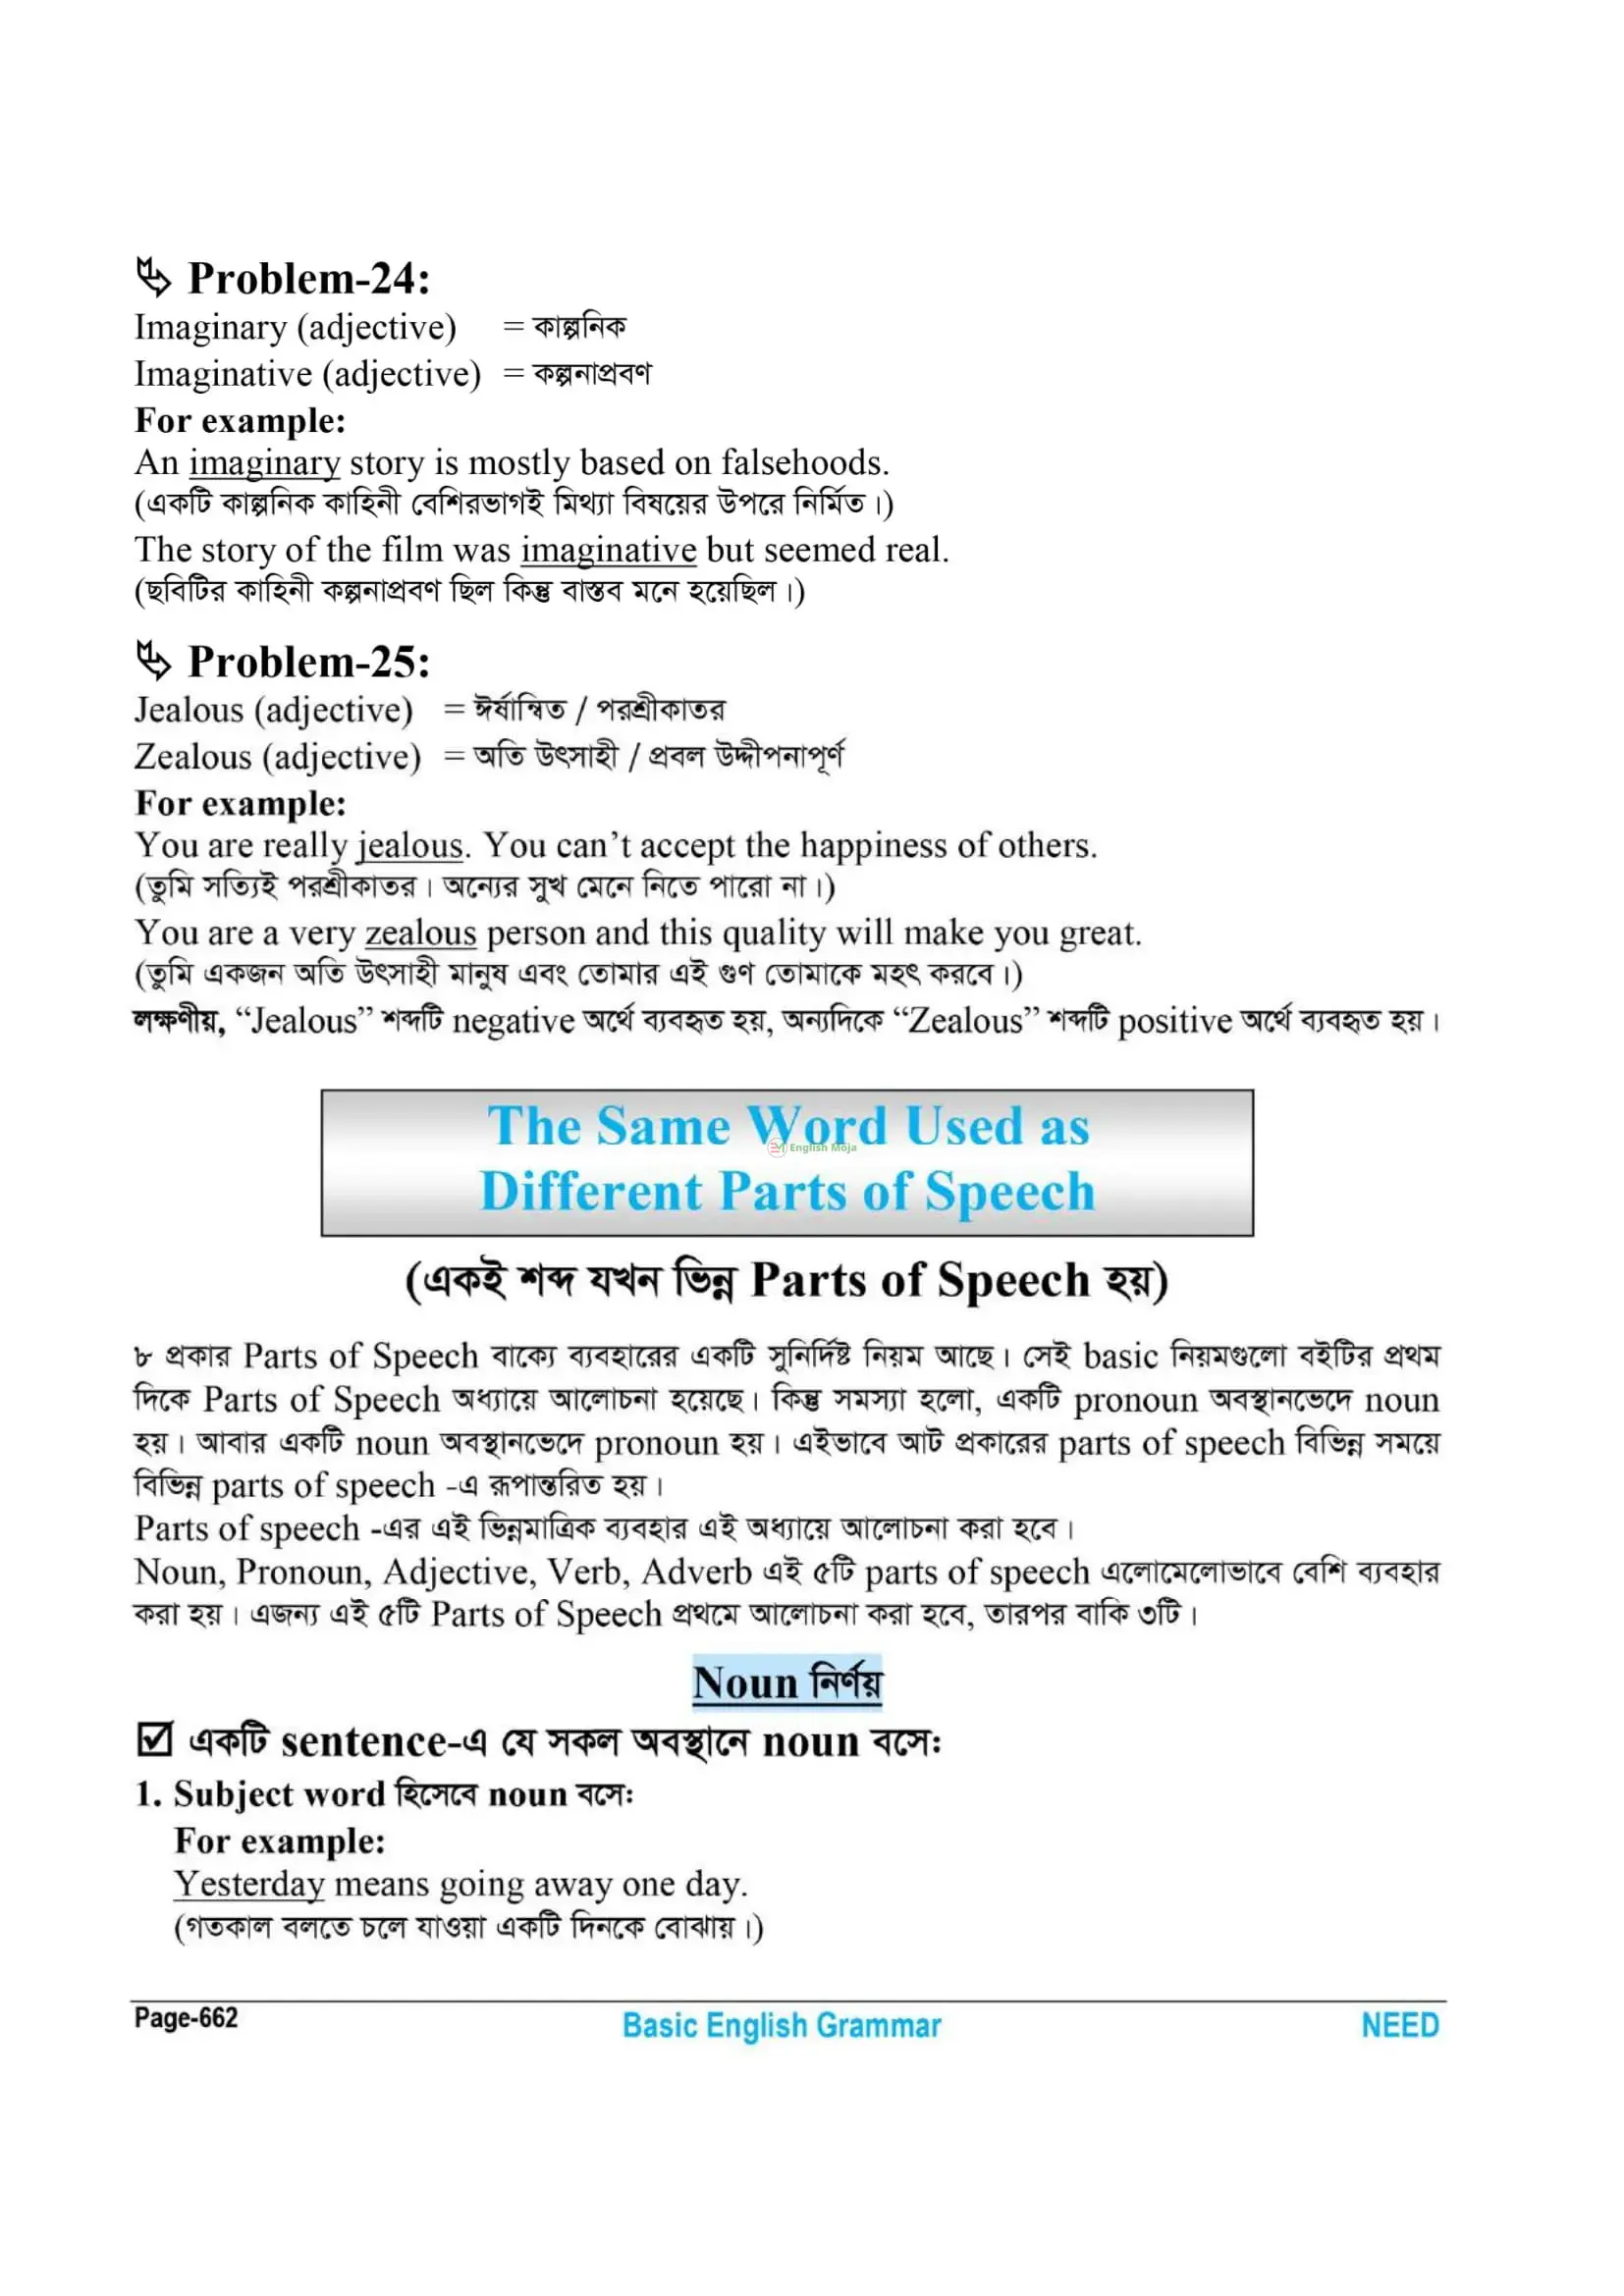 Problem-24:
Imaginary (adjective) = কাল্পনিক
Imaginative (adjective) = কল্পনাপ্রবণ
For example:
An imaginary story is mostly based on falsehoods.
(একটি কাল্পনিক কাহিনী বেশিরভাগই মিথ্যা বিষয়ের উপরে নির্মিত।)
The story of the film was imaginative but seemed real.
(ছবিটির কাহিনী কল্পনাপ্রবণ ছিল কিন্তু বাস্তব মনে হয়েছিল।)
Problem-25:
Jealous (adjective) = ঈর্ষান্বিত / পরশ্রীকাতর
Zealous (adjective) = অতি উৎসাহী / প্রবল উদ্দীপনাপূর্ণ
For example:
You are really jealous. You can’t accept the happiness of others.
(তুমি সত্যিই পরশ্রীকাতর। অন্যের সুখ মেনে নিতে পারো না।)
You are a very zealous person and this quality will make you great.
(তুমি একজন অতি উৎসাহী মানুষ এবং তোমার এই গুণ তোমাকে মহৎ করবে।)
লক্ষণীয়, “Jealous” শব্দটি negative অর্থে ব্যবহৃত হয়, অন্যদিকে “Zealous” শব্দটি positive অর্থে ব্যবহৃত হয়।
The Same Word Used as
English Moja
Different Parts of Speech
(একই শব্দ যখন ভিন্ন Parts of Speech হয়)
৮ প্রকার Parts of Speech বাক্যে ব্যবহারের একটি সুনির্দিষ্ট নিয়ম আছে। সেই basic নিয়মগুলো বইটির প্রথম
দিকে Parts of Speech অধ্যায়ে আলোচনা হয়েছে। কিন্তু সমস্যা হলো, একটি pronoun অবস্থানভেদে noun
হয়। আবার একটি noun অবস্থানভেদে pronoun হয়। এইভাবে আট প্রকারের parts of speech বিভিন্ন সময়ে
বিভিন্ন parts of speech -এ রূপান্তরিত হয়।
Parts of speech -এর এই ভিন্নমাত্রিক ব্যবহার এই অধ্যায়ে আলোচনা করা হবে।
Noun, Pronoun, Adjective, Verb, Adverb এই ৫টি parts of speech এলোমেলোভাবে বেশি ব্যবহার
করা হয়। এজন্য এই ৫টি Parts of Speech প্রথমে আলোচনা করা হবে, তারপর বাকি ৩টি।
Noun নির্ণয়
একটি sentence-এ যে সকল অবস্থানে noun বসে:
1. Subject word হিসেবে noun বসে:
For example:
Yesterday means going away one day.
(গতকাল বলতে চলে যাওয়া একটি দিনকে বোঝায়।)
Page-662 Basic English Grammar NEED